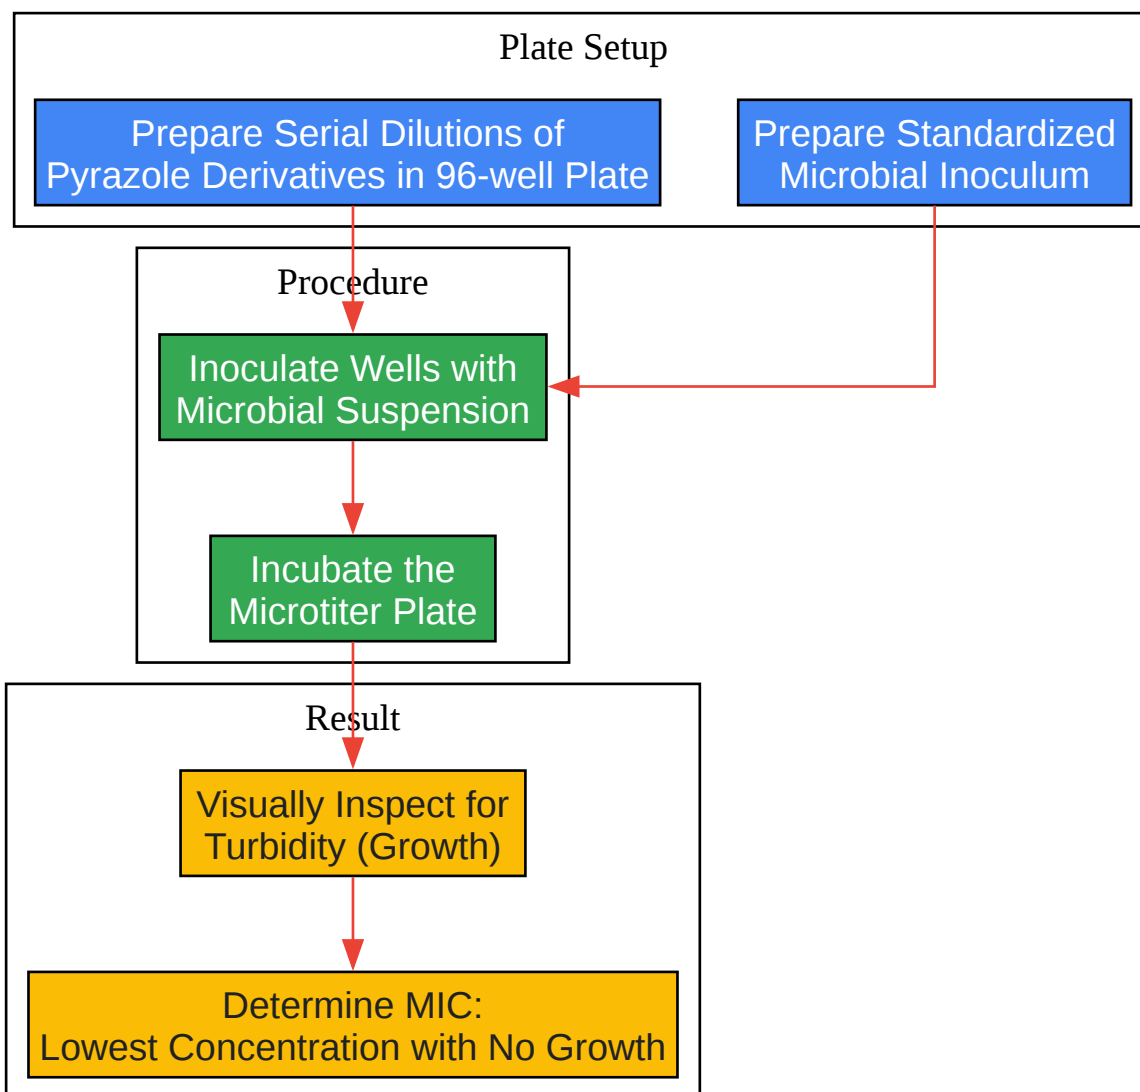 Plate Setup
Prepare Serial Dilutions of
Pyrazole Derivatives in 96-well Plate
Prepare Standardized
Microbial Inoculum
Procedure
Inoculate Wells with
Microbial Suspension
Incubate the
Microtiter Plate
Result
Visually Inspect for
Turbidity (Growth)
Determine MIC:
Lowest Concentration with No Growth